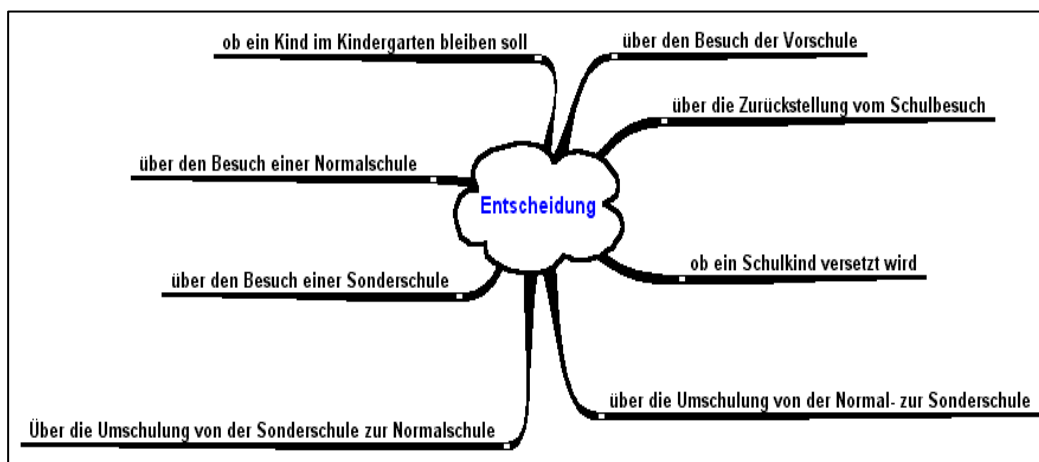 ob ein Kind im Kindergarten bleiben soll
über den Besuch der Vorschule
über die Zurückstellung vom Schulbesuch
über den Besuch einer Normalschule
Entscheidung
ob ein Schulkind versetzt wird
über den Besuch einer Sonderschule
über die Umschulung von der Normal- zur Sonderschule
Über die Umschulung von der Sonderschule zur Normalschule